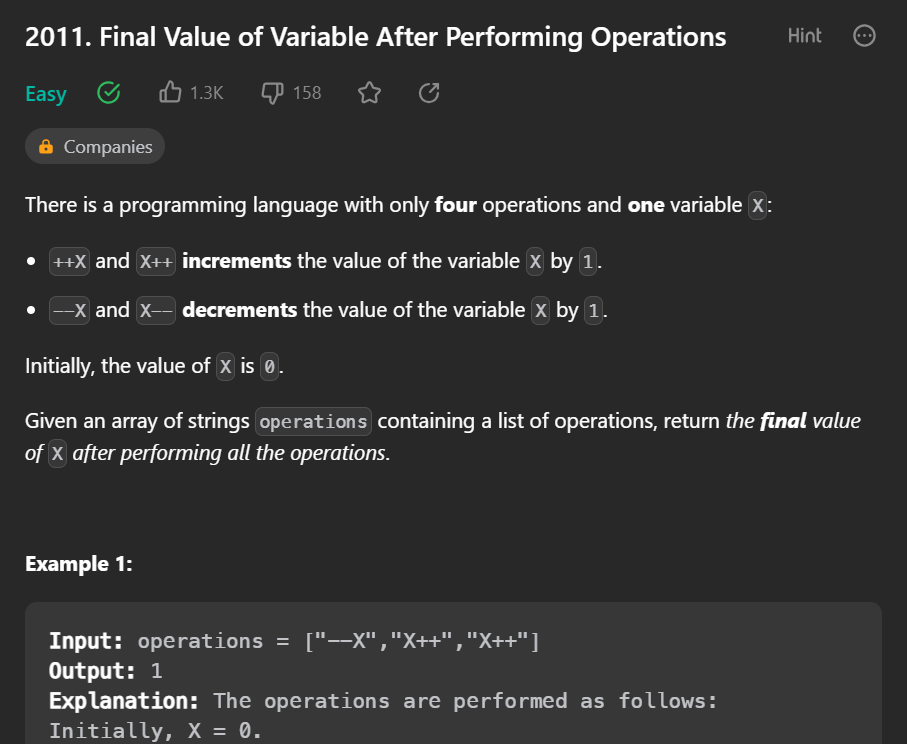 2011. Final Value of Variable After Performing Operations
Hint
Easy
1.3K
158
Companies
There is a programming language with only four operations and one variable X:
++X and X++ increments the value of the variable X by 1.
--X and X-- decrements the value of the variable X by 1.
Initially, the value of X is 0.
Given an array of strings operations containing a list of operations, return the final value
of X after performing all the operations.
Example 1:
Input: operations = ["--X","X++","X++"]
Output: 1
Explanation: The operations are performed as follows:
Initially, X = 0.